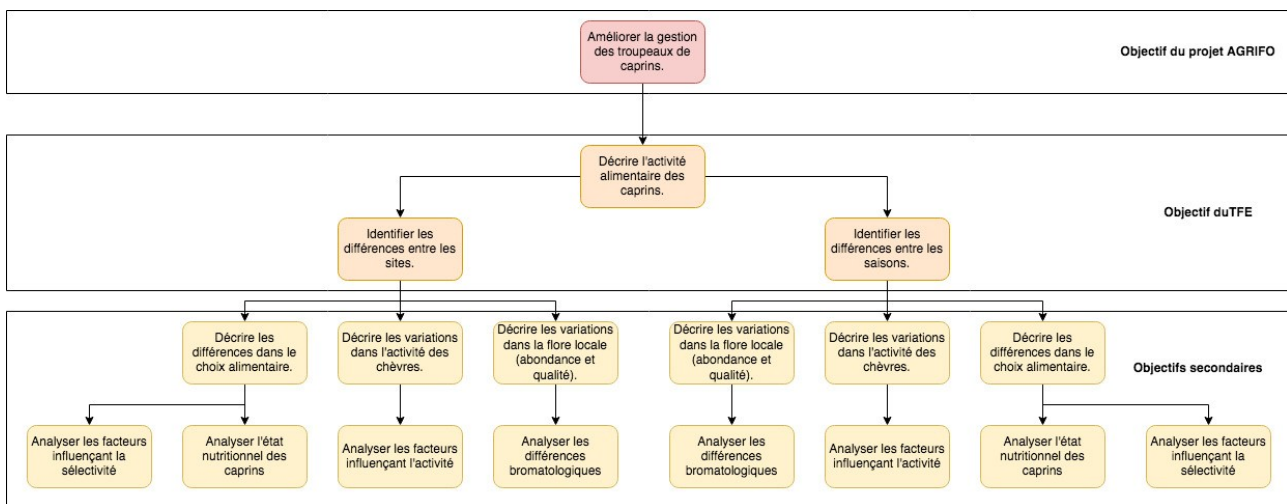 Améliorer la gestion
des troupeaux de
caprins.
Objectif du projet AGRIFO
Décrire l'activité
alimentaire des
caprins.
Objectif duTFE
Identifier les
différences entre les
sites.
Identifier les
différences entre les
saisons.
Décrire les
différences dans le
choix alimentaire.
Décrire les variations
dans l'activité des
chèvres.
Décrire les variations
dans la flore locale
(abondance et
qualité).
Décrire les variations
dans la flore locale
(abondance et
qualité).
Décrire les variations
dans l'activité des
chèvres.
Décrire les
différences dans le
choix alimentaire.
Objectifs secondaires
Analyser les facteurs
influençant la
sélectivité
Analyser l'état
nutritionnel des
caprins
Analyser les facteurs
influençant l'activité
Analyser les
différences
bromatologiques
Analyser les
différences
bromatologiques
Analyser les facteurs
influençant l'activité
Analyser l'état
nutritionnel des
caprins
Analyser les facteurs
influençant la
sélectivité